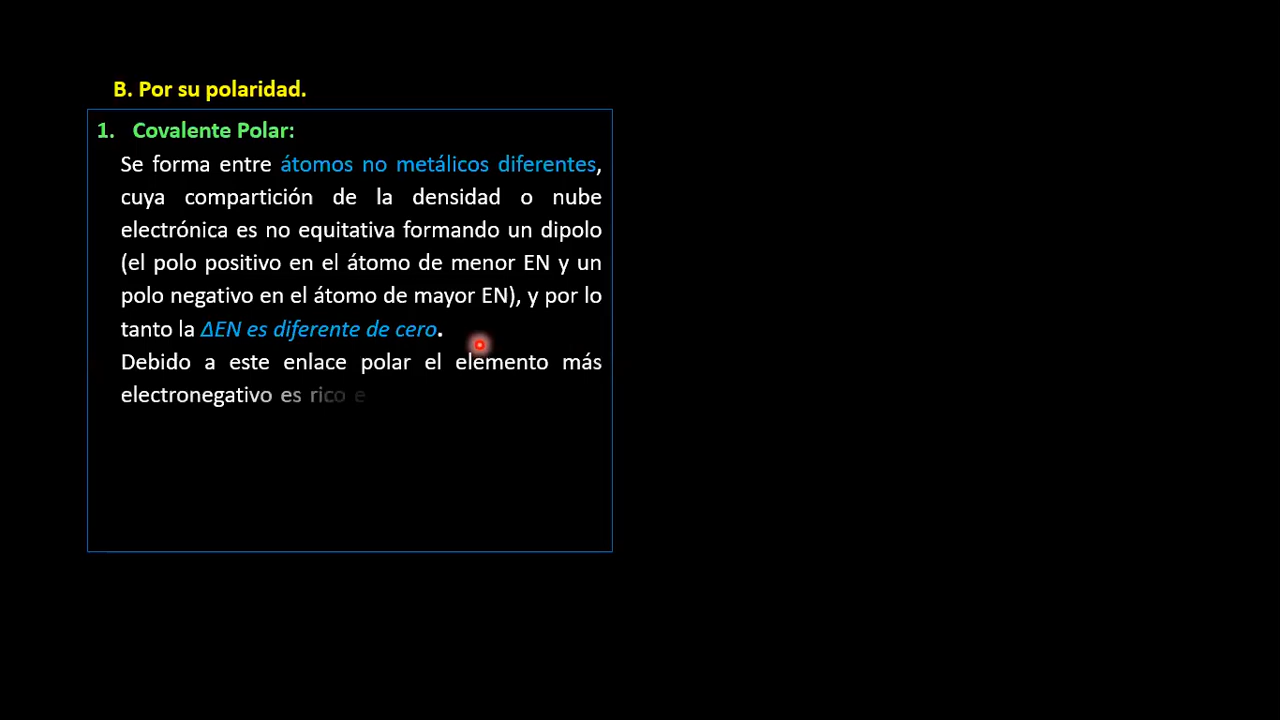 B. Por su polaridad.
1. Covalente Polar:
Se forma entre átomos no metálicos diferentes,
cuya compartición de la densidad o nube
electrónica es no equitativa formando un dipolo
(el polo positivo en el átomo de menor EN y un
polo negativo en el átomo de mayor EN), y por lo
tanto la ΔEN es diferente de cero.
Debido a este enlace polar el elemento más
electronegativo es rico e